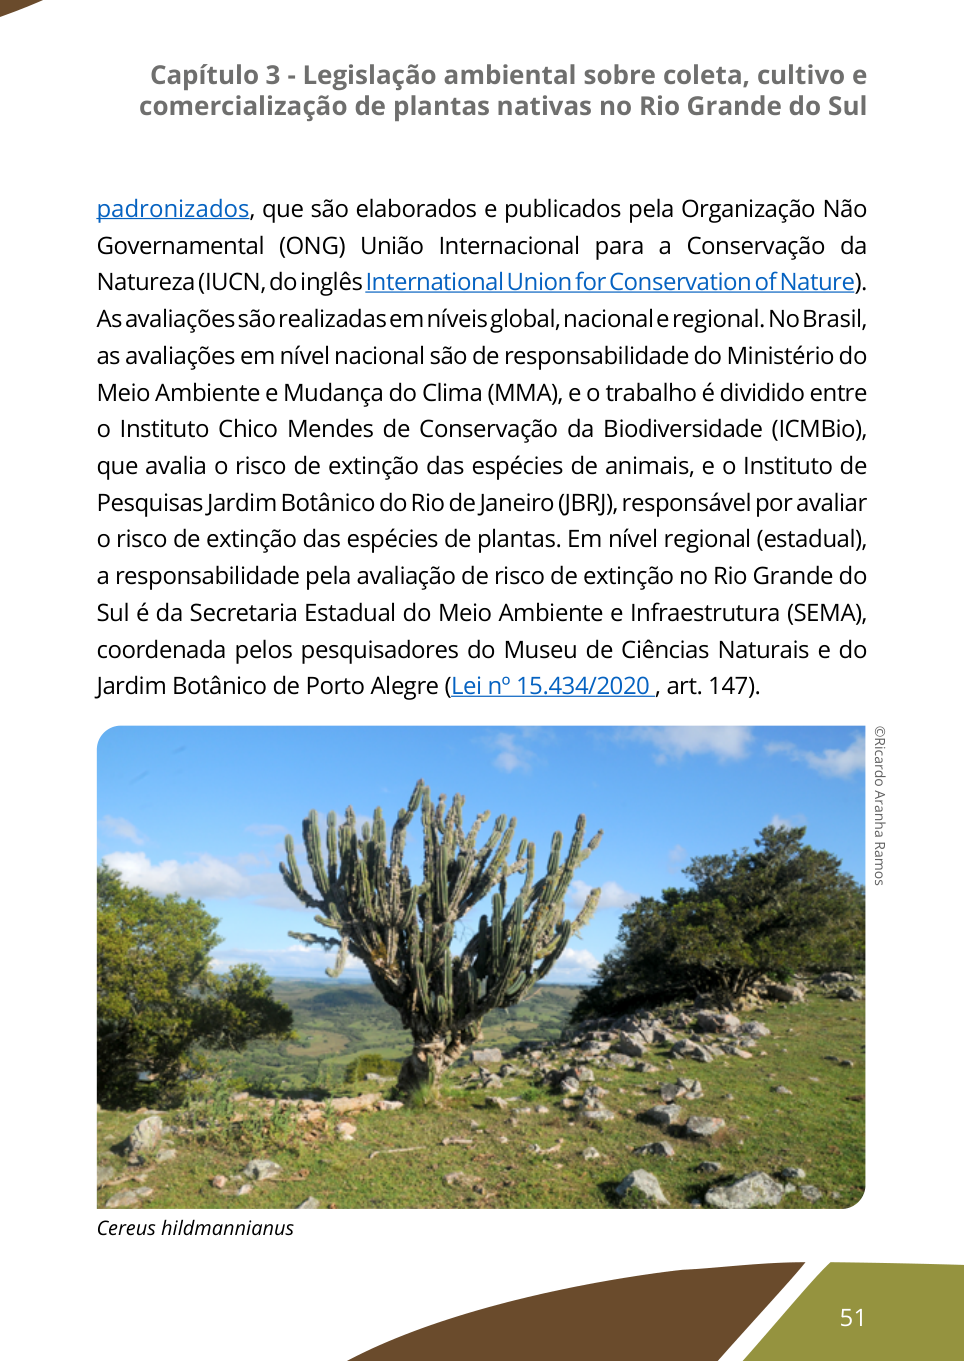 Capítulo 3 - Legislação ambiental sobre coleta, cultivo e
comercialização de plantas nativas no Rio Grande do Sul
padronizados, que são elaborados e publicados pela Organização Não
Governamental (ONG) União Internacional para a Conservação da
Natureza (IUCN, do inglês International Union for Conservation of Nature).
As avaliações são realizadas em níveis global, nacional e regional. No Brasil,
as avaliações em nível nacional são de responsabilidade do Ministério do
Meio Ambiente e Mudança do Clima (MMA), e o trabalho é dividido entre
o Instituto Chico Mendes de Conservação da Biodiversidade (ICMBio),
que avalia o risco de extinção das espécies de animais, e o Instituto de
Pesquisas Jardim Botânico do Rio de Janeiro (JBRJ), responsável por avaliar
o risco de extinção das espécies de plantas. Em nível regional (estadual),
a responsabilidade pela avaliação de risco de extinção no Rio Grande do
Sul é da Secretaria Estadual do Meio Ambiente e Infraestrutura (SEMA),
coordenada pelos pesquisadores do Museu de Ciências Naturais e do
Jardim Botânico de Porto Alegre (Lei nº 15.434/2020 , art. 147).
©Ricardo Aranha Ramos
Cereus hildmannianus
51